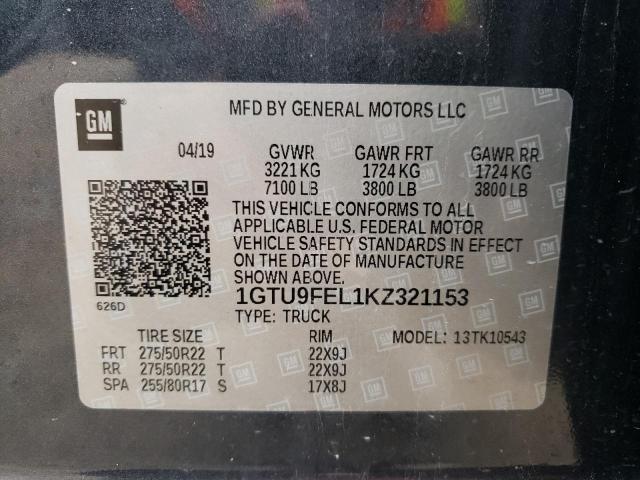 GM
MFD BY GENERAL MOTORS LLC
04/19 GVWR GAWR FRT GAWR RR
3221 KG 1724 KG 1724 KG
7100 LB 3800 LB 3800 LB
THIS VEHICLE CONFORMS TO ALL
APPLICABLE U.S. FEDERAL MOTOR
VEHICLE SAFETY STANDARDS IN EFFECT
ON THE DATE OF MANUFACTURE
SHOWN ABOVE.
626D
1GTU9FEL1KZ321153
TYPE: TRUCK
TIRE SIZE RIM MODEL: 13TK10543
FRT 275/50R22 T 22X9J
RR 275/50R22 T 22X9J
SPA 255/80R17 S 17X8J